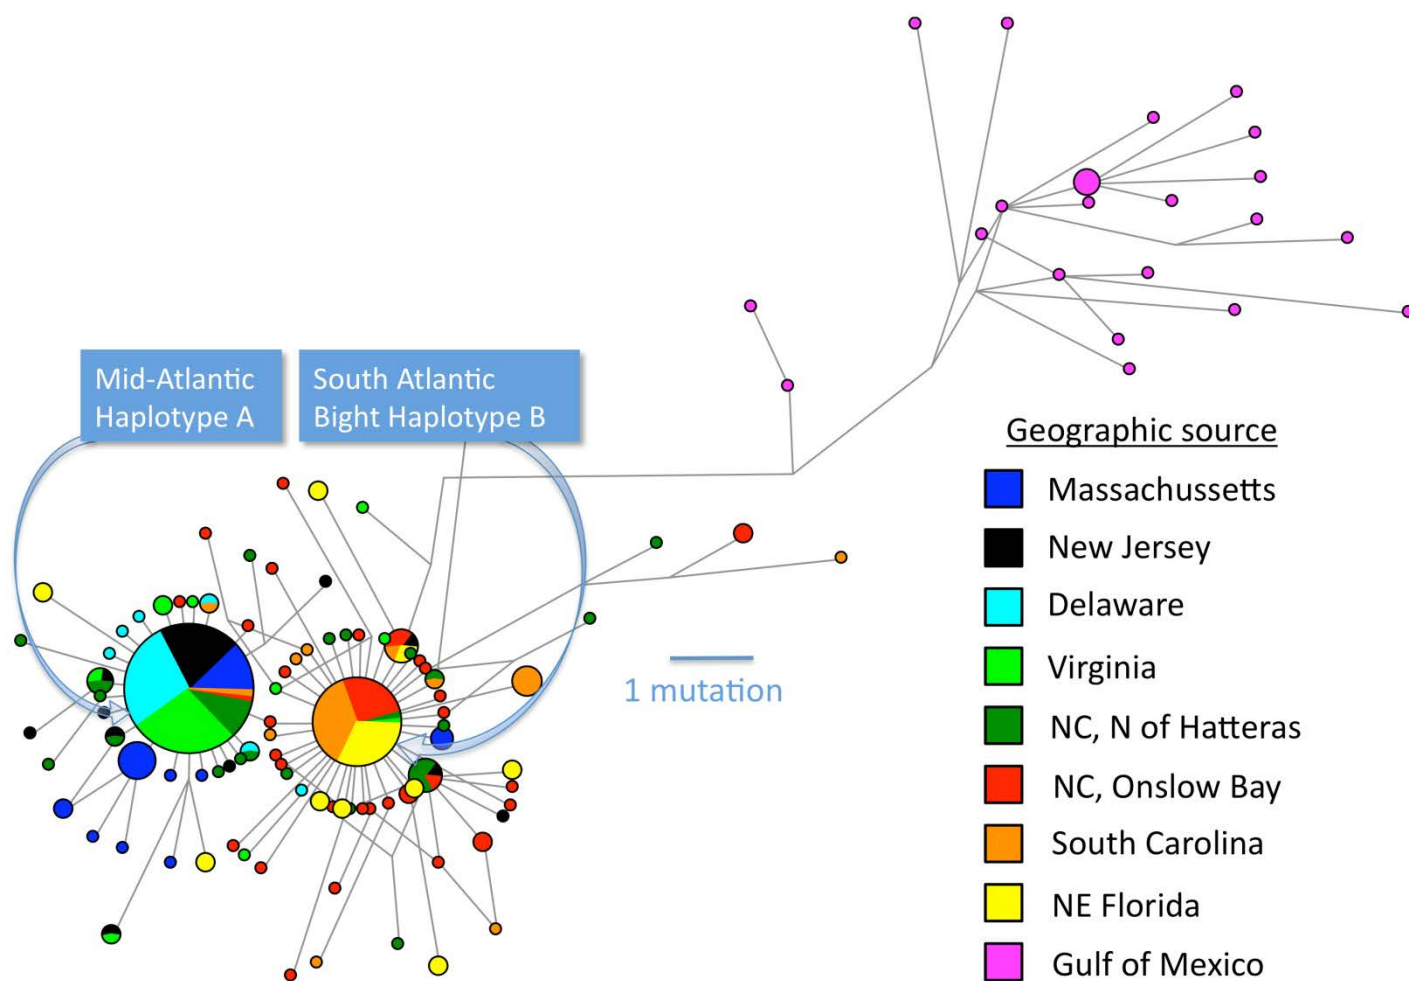 Mid-Atlantic
Haplotype A
South Atlantic
Bight Haplotype B
1 mutation
Geographic source
Massachussetts
New Jersey
Delaware
Virginia
NC, N of Hatteras
NC, Onslow Bay
South Carolina
NE Florida
Gulf of Mexico